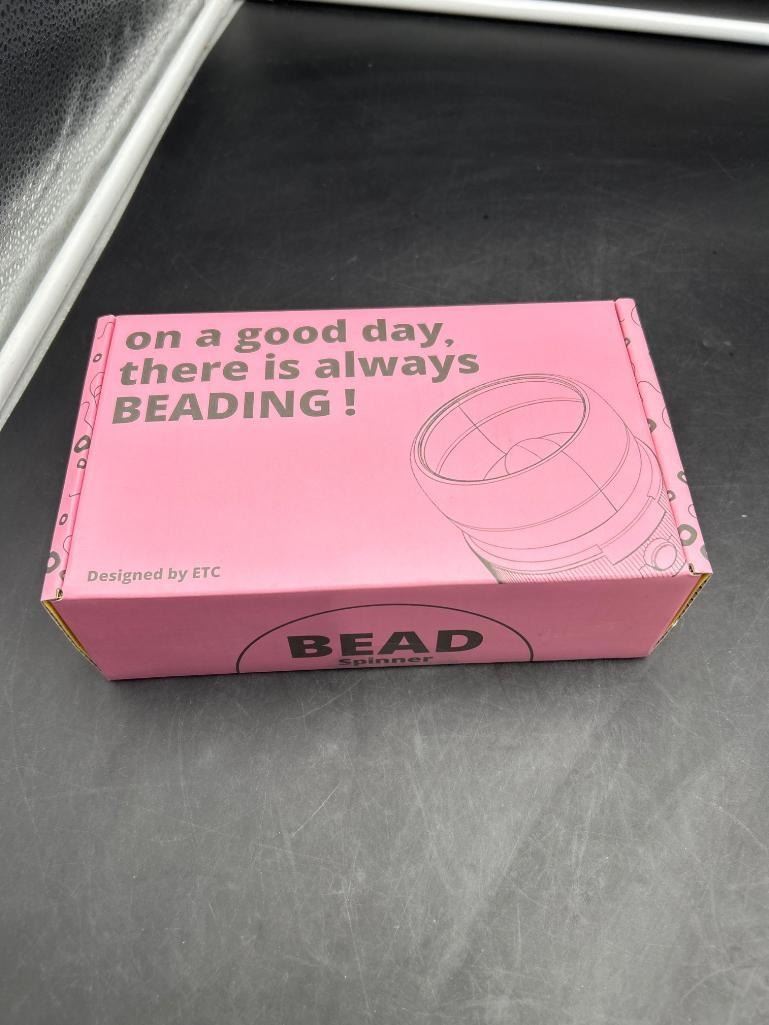 on a good day,
there is always
BEADING !
Designed by ETC
BEAD
Spinner